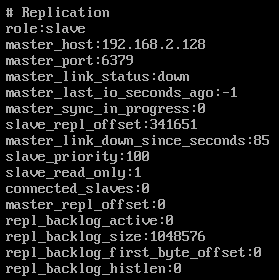 # Replication
role:slave
master_host:192.168.2.128
master_port:6379
master_link_status:down
master_last_io_seconds_ago:-1
master_sync_in_progress:0
slave_repl_offset:341651
master_link_down_since_seconds:85
slave_priority:100
slave_read_only:1
connected_slaves:0
master_repl_offset:0
repl_backlog_active:0
repl_backlog_size:1048576
repl_backlog_first_byte_offset:0
repl_backlog_histlen:0